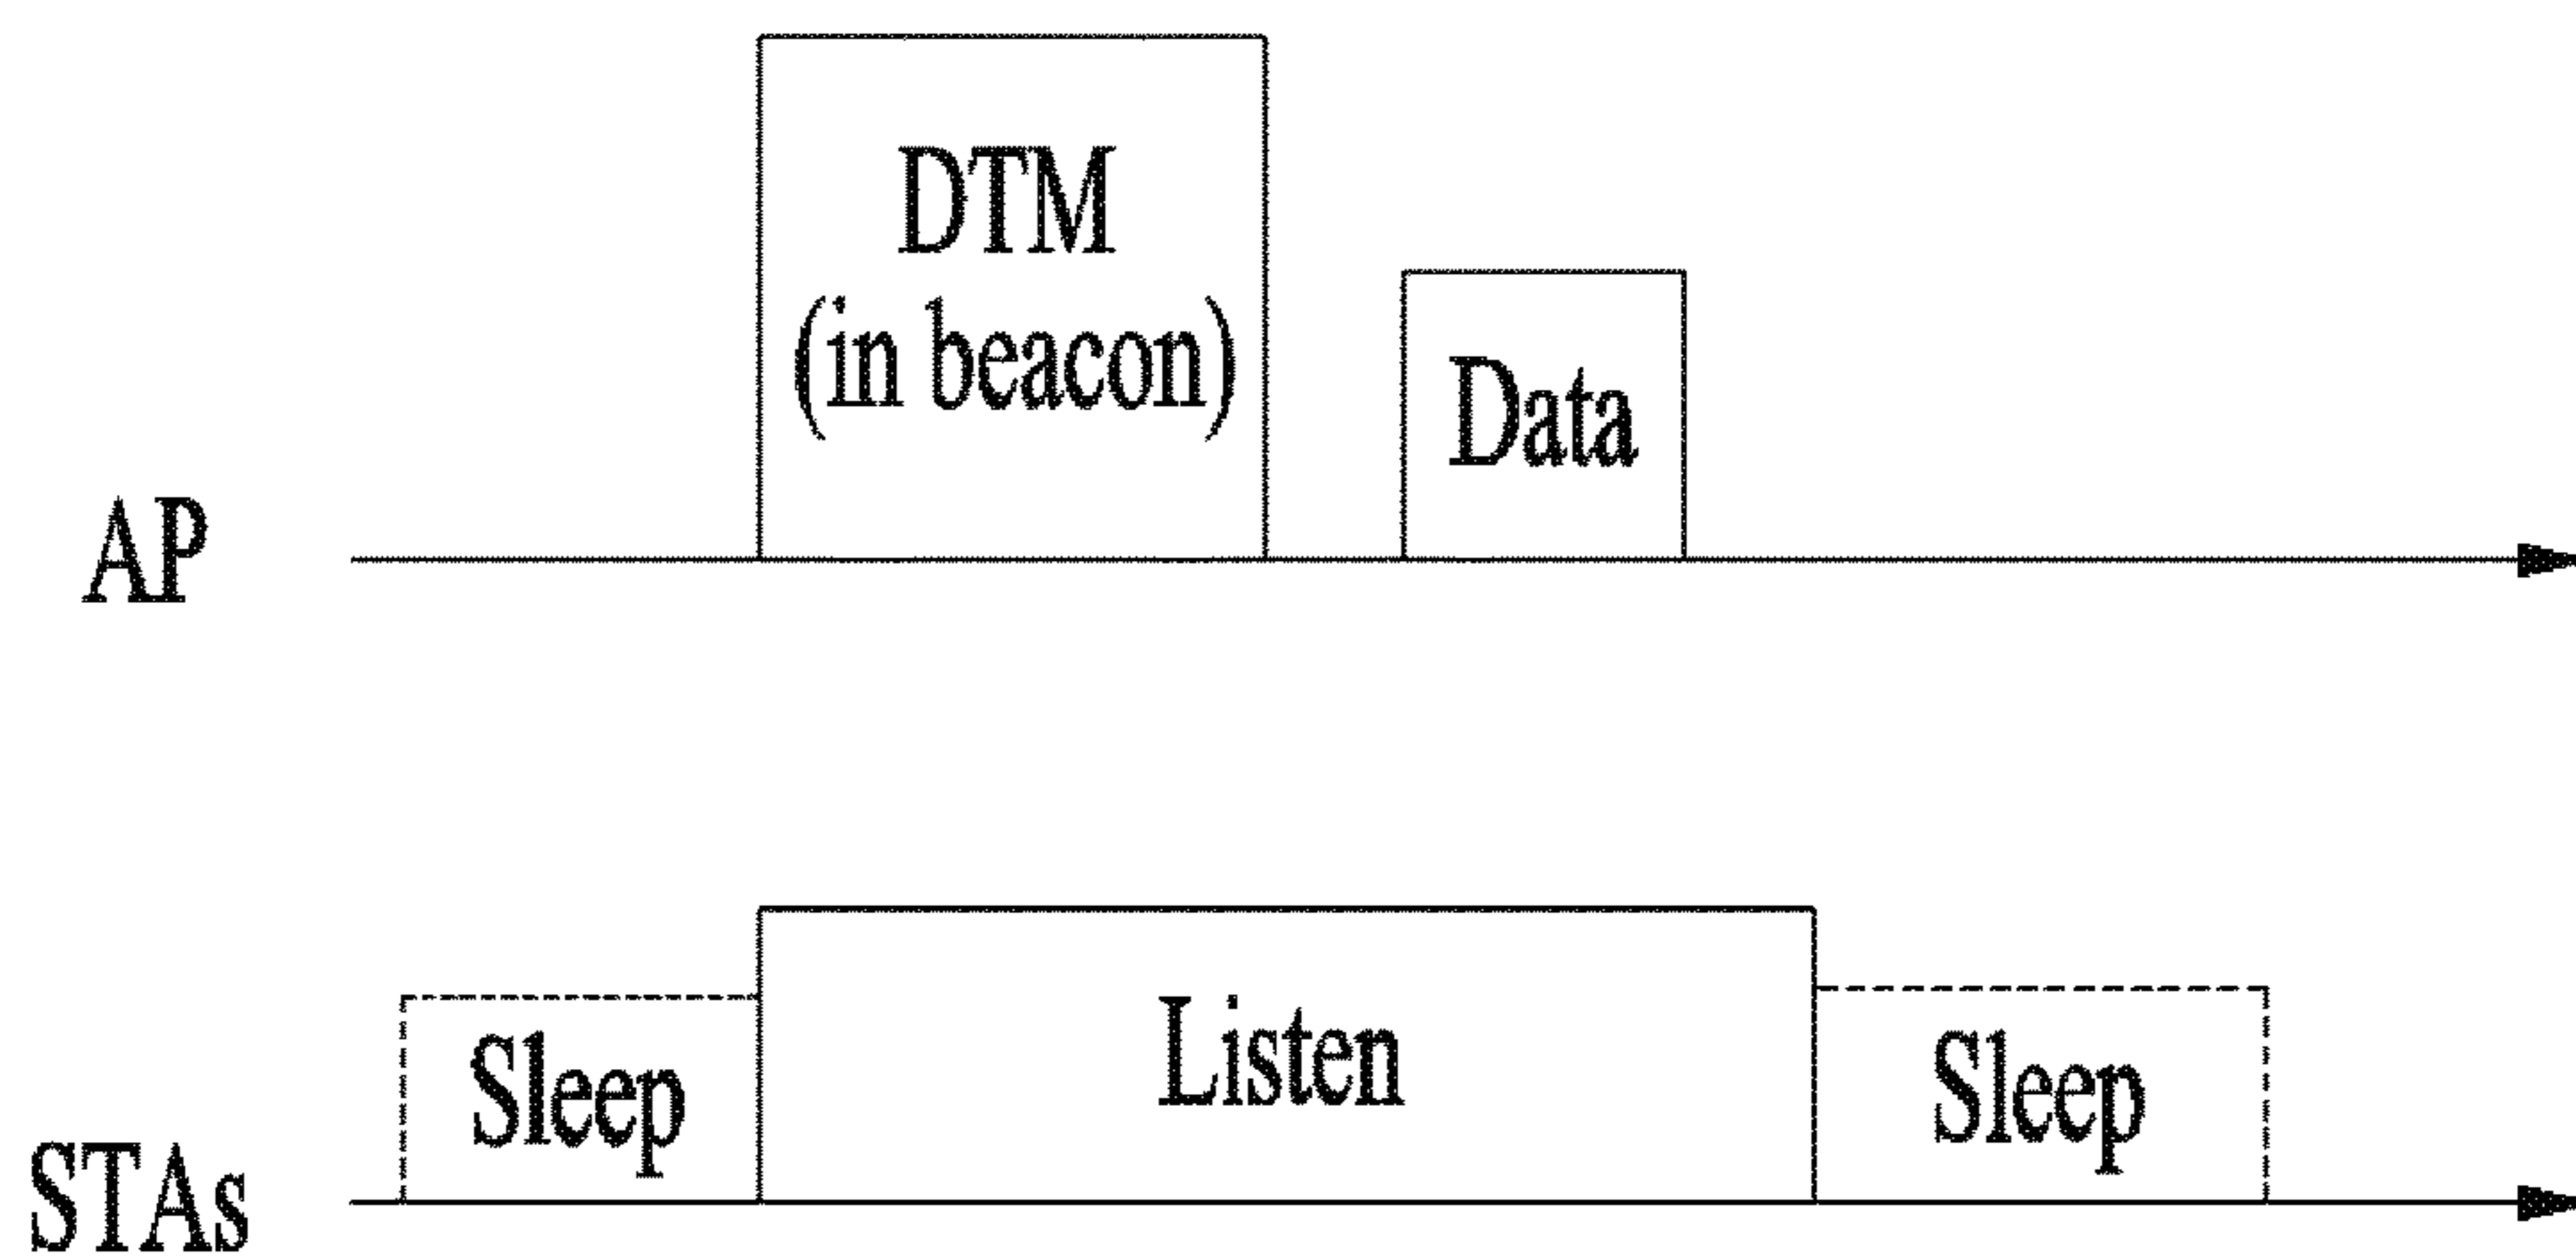 DTM
(in beacon)
Data
AP
Sleep
Listen
Sleep
STAs